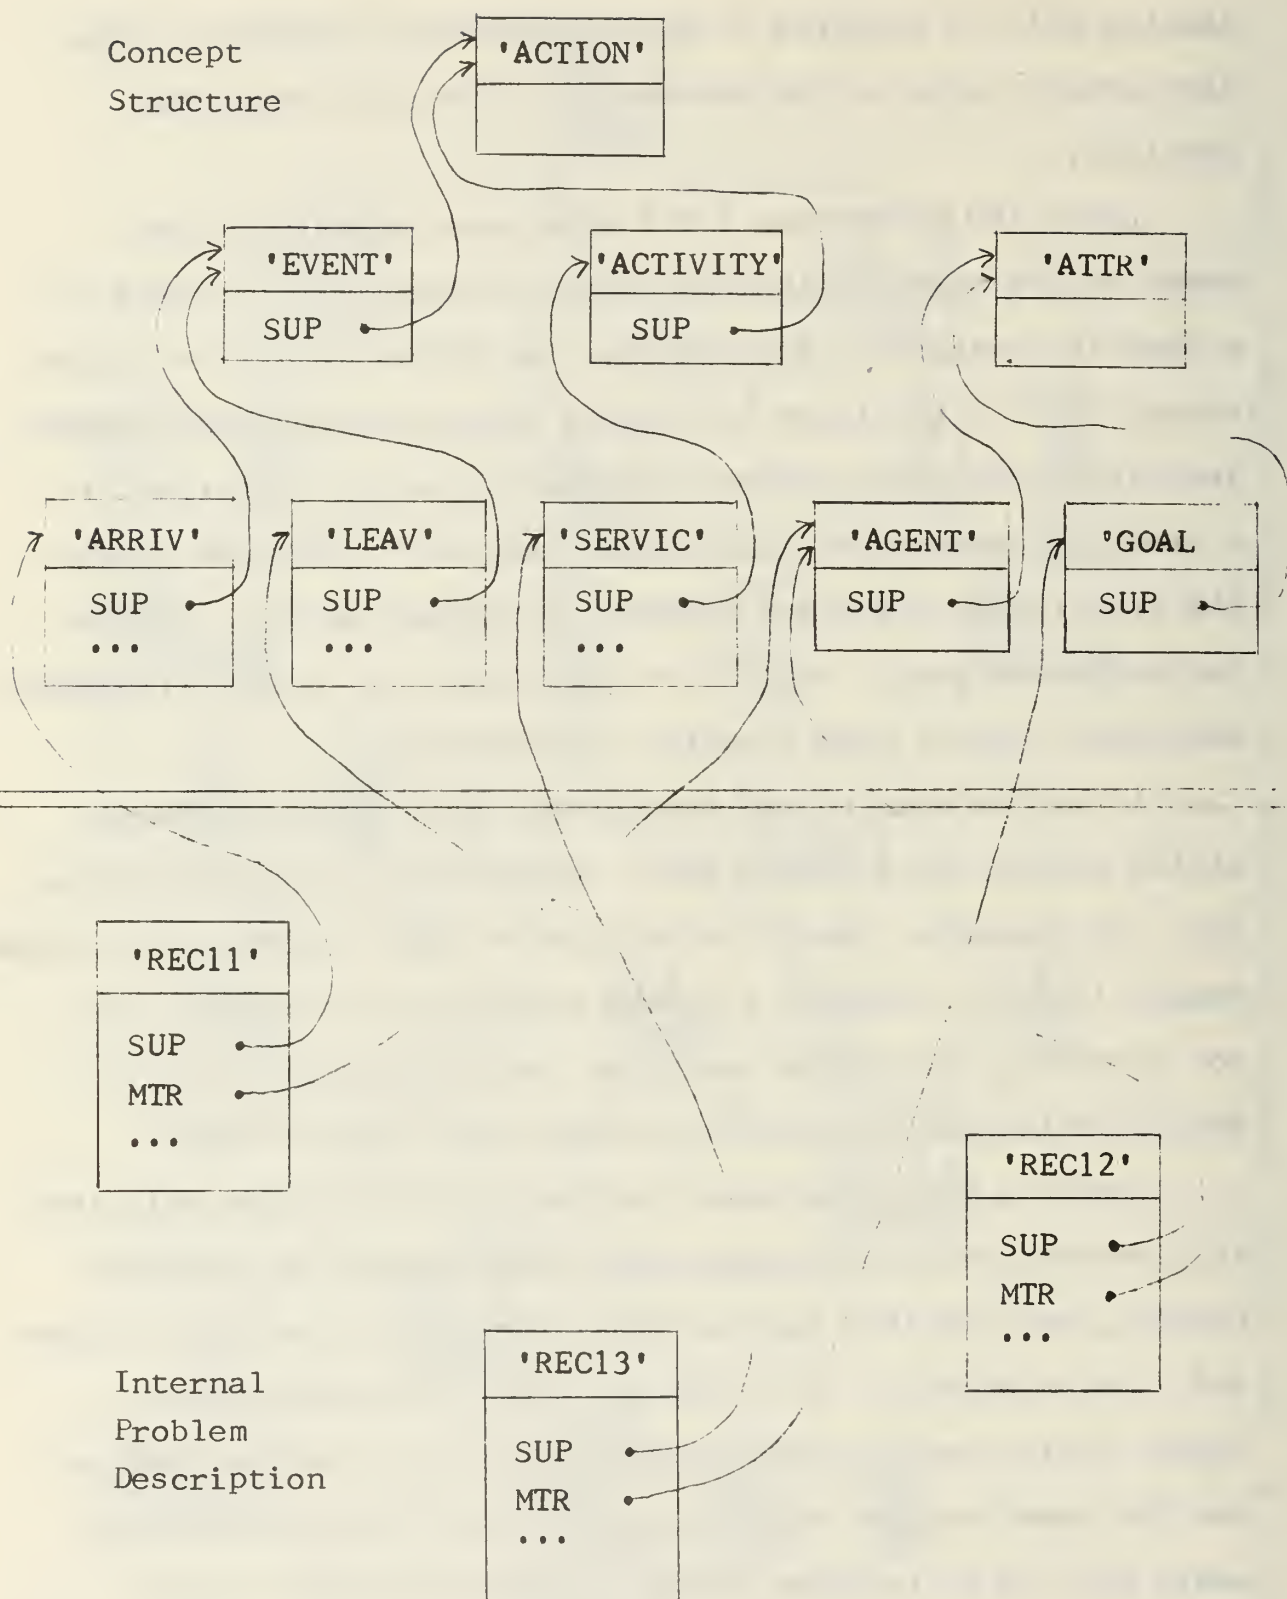 Concept
Structure
'ACTION'
'EVENT'
SUP
'ACTIVITY'
SUP
'ATTR'
'ARRIV'
SUP
...
'LEAV'
SUP
...
'SERVIC'
SUP
...
'AGENT'
SUP
'GOAL
SUP
'REC11'
SUP
MTR
...
'REC12'
SUP
MTR
...
'REC13'
SUP
MTR
...
Internal
Problem
Description